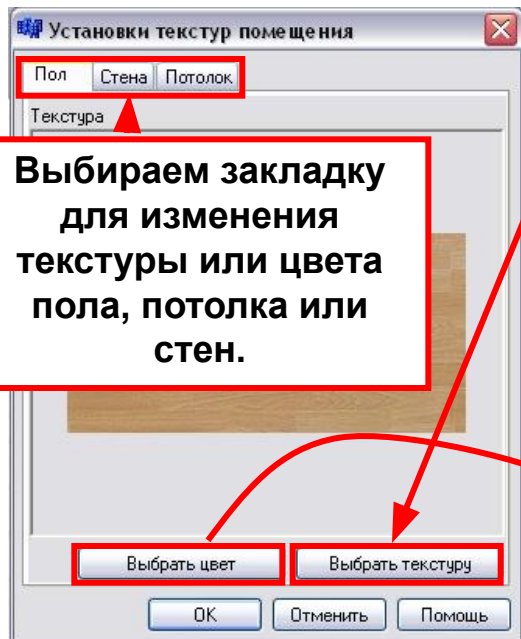 Установки текстур помещения
Пол Стена Потолок
Текстура
Выбираем закладку
для изменения
текстуры или цвета
пола, потолка или
стен.
Выбрать цвет Выбрать текстуру
OK Отменить Помощь